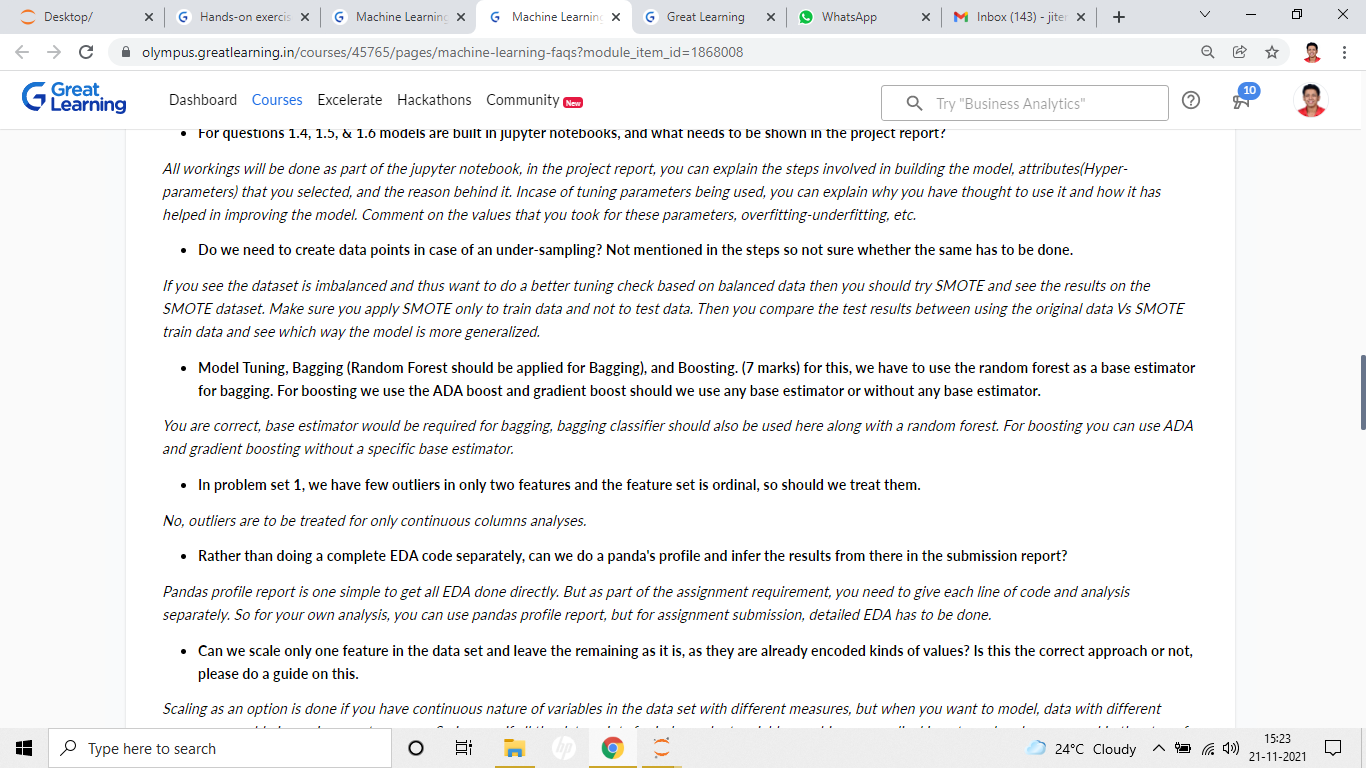 Desktop/
Hands-on exercis
Machine Learning
Machine Learning
Great Learning
WhatsApp
Inbox (143) - jiter
olympus.greatlearning.in/courses/45765/pages/machine-learning-faqs?module_item_id=1868008
Great Learning
Dashboard Courses Excelerate Hackathons Community New
Try "Business Analytics"
10
• For questions 1.4, 1.5, & 1.6 models are built in jupyter notebooks, and what needs to be shown in the project report?
All workings will be done as part of the jupyter notebook, in the project report, you can explain the steps involved in building the model, attributes(Hyper-
parameters) that you selected, and the reason behind it. Incase of tuning parameters being used, you can explain why you have thought to use it and how it has
helped in improving the model. Comment on the values that you took for these parameters, overfitting-underfitting, etc.
• Do we need to create data points in case of an under-sampling? Not mentioned in the steps so not sure whether the same has to be done.
If you see the dataset is imbalanced and thus want to do a better tuning check based on balanced data then you should try SMOTE and see the results on the
SMOTE dataset. Make sure you apply SMOTE only to train data and not to test data. Then you compare the test results between using the original data Vs SMOTE
train data and see which way the model is more generalized.
• Model Tuning, Bagging (Random Forest should be applied for Bagging), and Boosting. (7 marks) for this, we have to use the random forest as a base estimator
for bagging. For boosting we use the ADA boost and gradient boost should we use any base estimator or without any base estimator.
You are correct, base estimator would be required for bagging, bagging classifier should also be used here along with a random forest. For boosting you can use ADA
and gradient boosting without a specific base estimator.
• In problem set 1, we have few outliers in only two features and the feature set is ordinal, so should we treat them.
No, outliers are to be treated for only continuous columns analyses.
• Rather than doing a complete EDA code separately, can we do a panda's profile and infer the results from there in the submission report?
Pandas profile report is one simple to get all EDA done directly. But as part of the assignment requirement, you need to give each line of code and analysis
separately. So for your own analysis, you can use pandas profile report, but for assignment submission, detailed EDA has to be done.
• Can we scale only one feature in the data set and leave the remaining as it is, as they are already encoded kinds of values? Is this the correct approach or not,
please do a guide on this.
Scaling as an option is done if you have continuous nature of variables in the data set with different measures, but when you want to model, data with different
Type here to search
hp
24°C Cloudy
15:23
21-11-2021